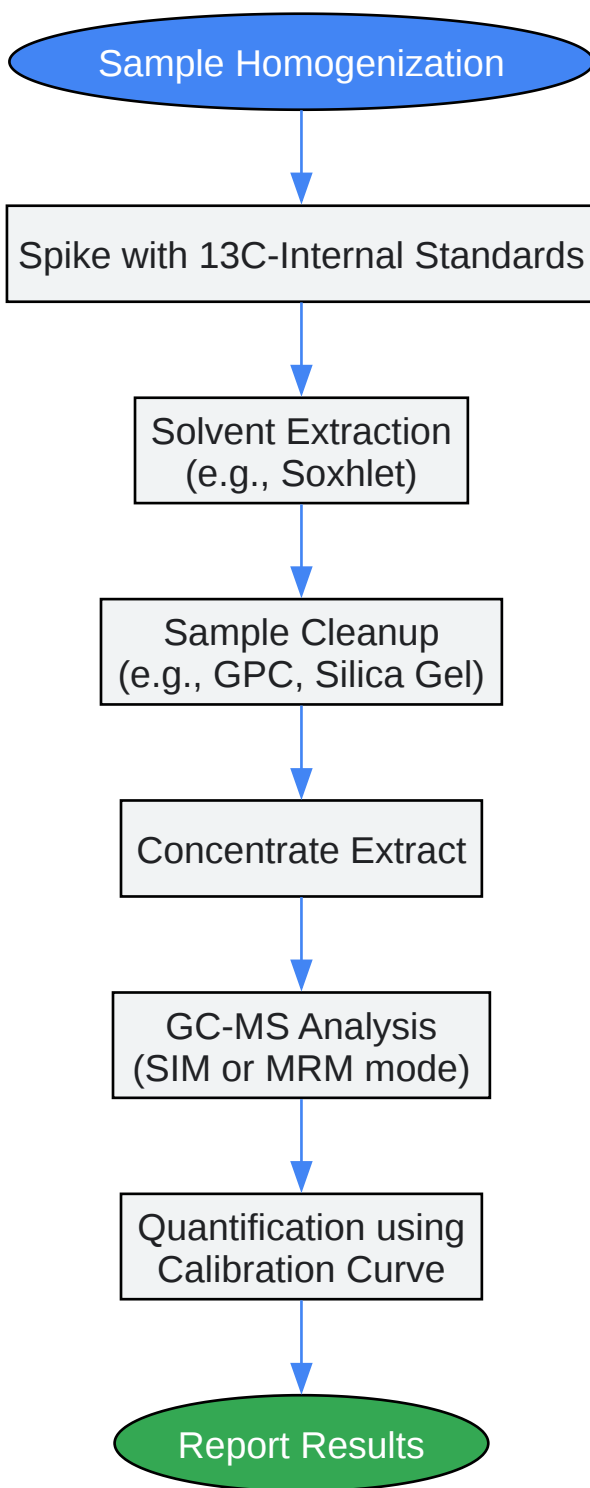 Sample Homogenization
Spike with 13C-Internal Standards
Solvent Extraction
(e.g., Soxhlet)
Sample Cleanup
(e.g., GPC, Silica Gel)
Concentrate Extract
GC-MS Analysis
(SIM or MRM mode)
Quantification using
Calibration Curve
Report Results